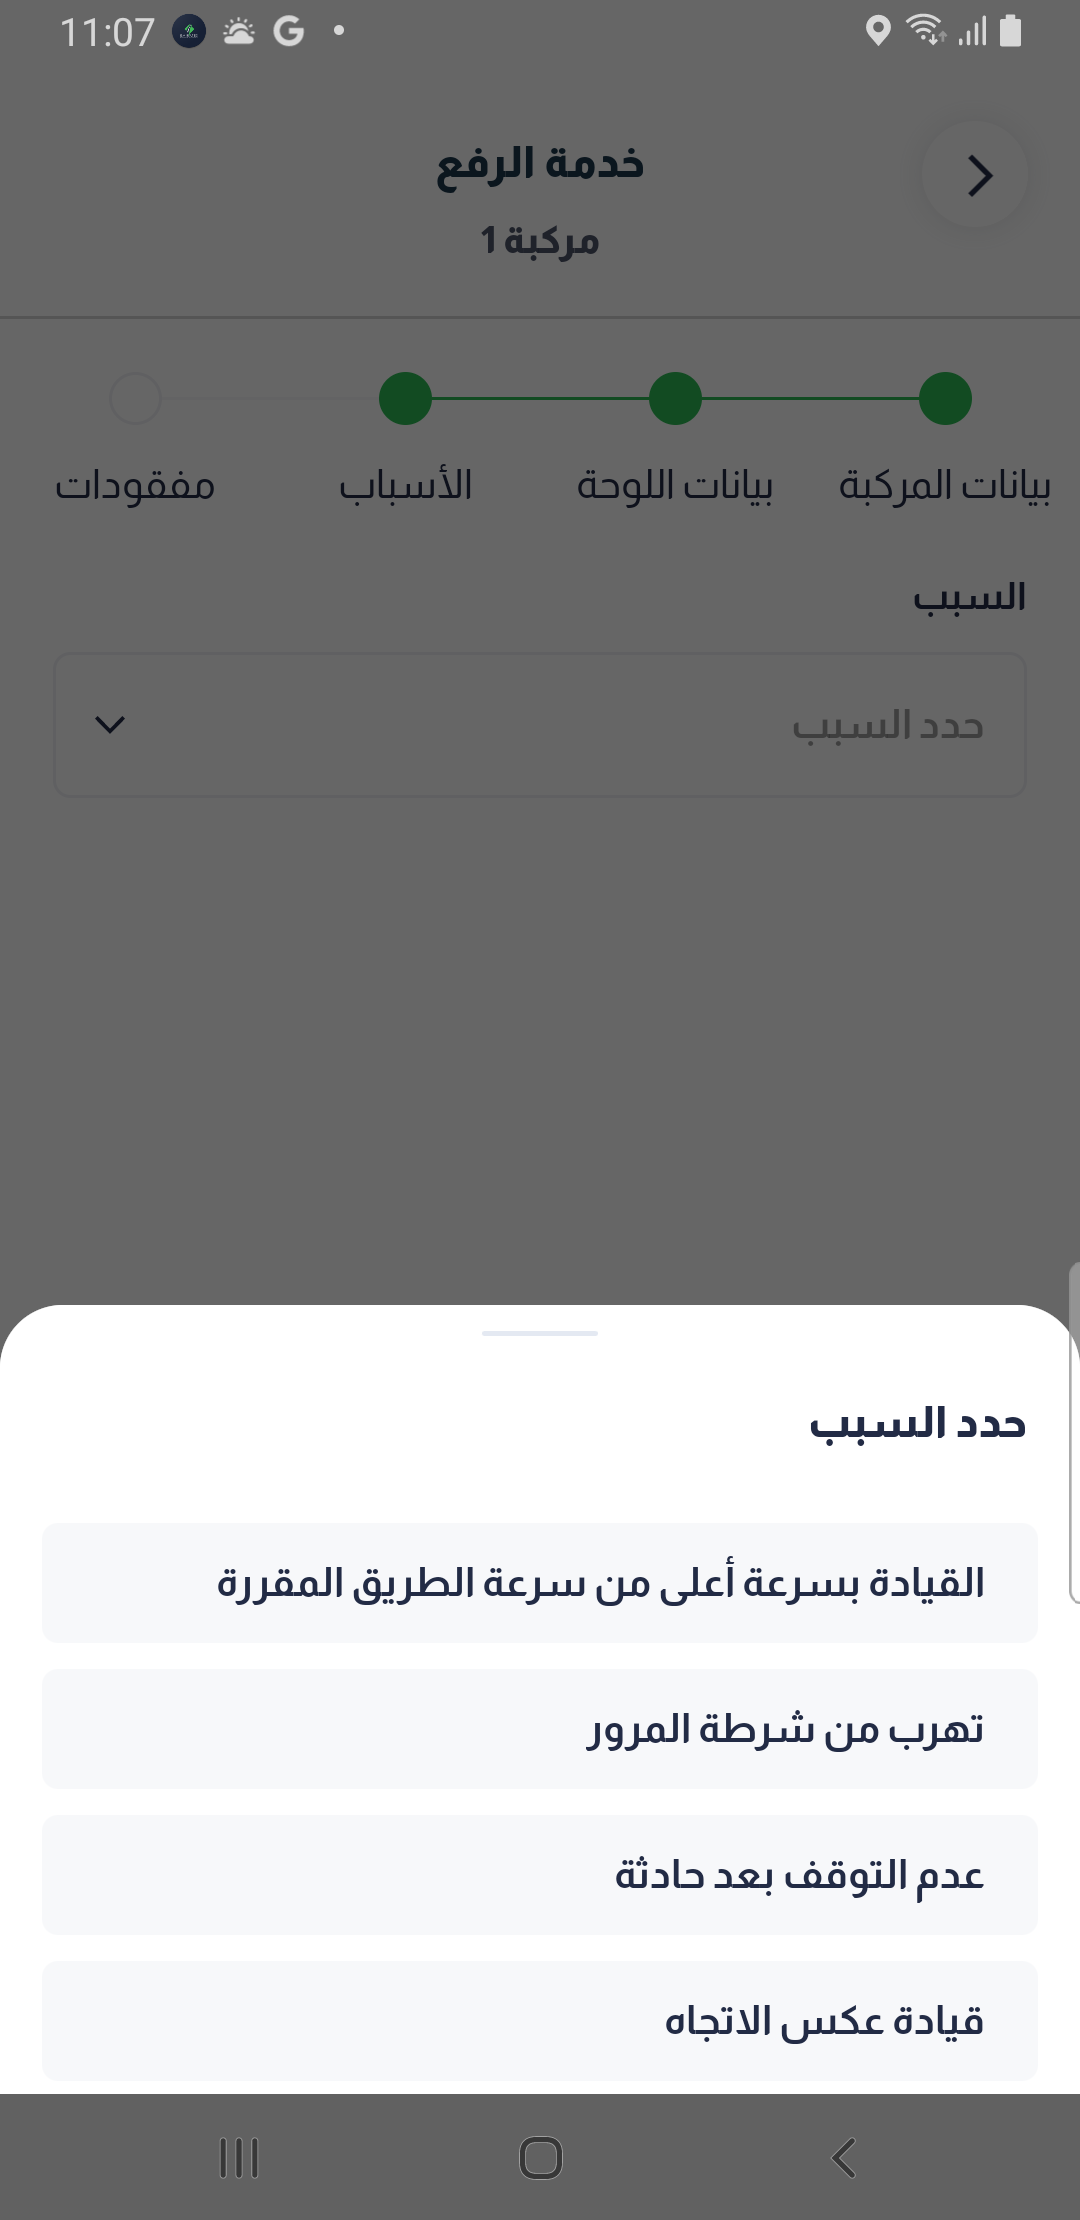 11:07
خدمة الرفع
مركبة 1
بيانات المركبة
بيانات اللوحة
الأسباب
مفقودات
السبب
حدد السبب
حدد السبب
القيادة بسرعة أعلى من سرعة الطريق المقررة
تهرب من شرطة المرور
عدم التوقف بعد حادثة
قيادة عكس الاتجاه